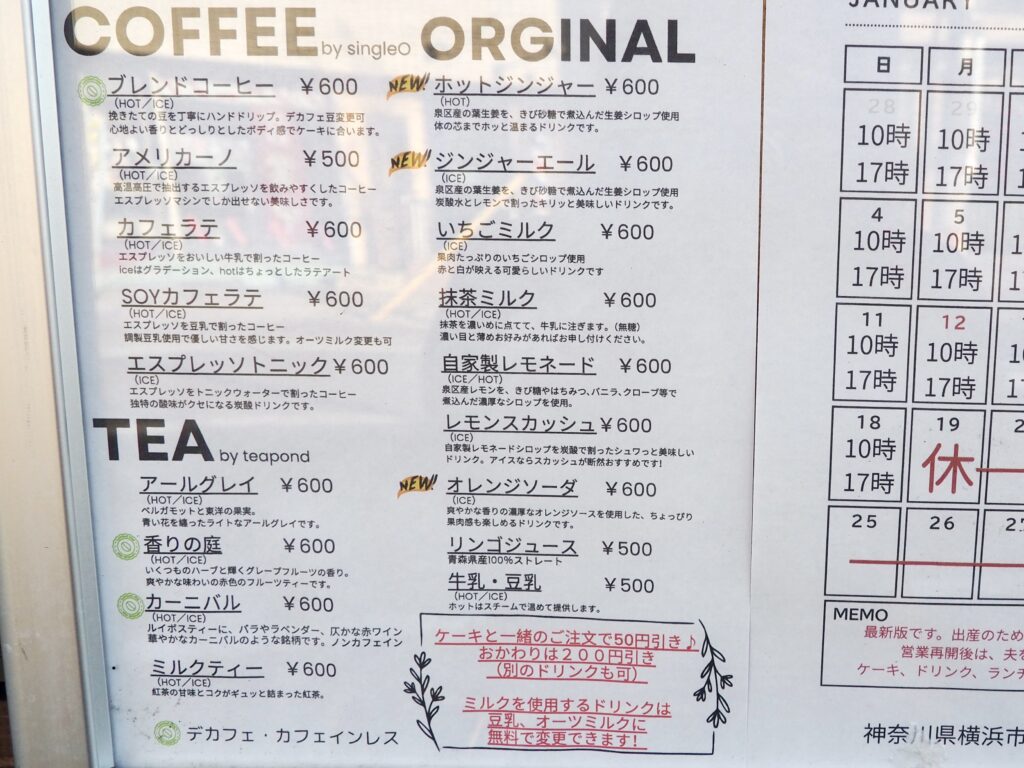 COFFEE by singleO
ブレンドコーヒー ¥600
(HOT／ICE)
挽きたての豆を丁寧にハンドドリップ。デカフェ豆変更可
心地よい香りとどっしりとしたボディ感でケーキに合います。
アメリカーノ ¥500
(HOT／ICE)
高温高圧で抽出するエスプレッソを飲みやすくしたコーヒー
エスプレッソマシンでしか出せない美味しさです。
カフェラテ ¥600
(HOT／ICE)
エスプレッソをおいしい牛乳で割ったコーヒー
iceはグラデーション、hotはちょっとしたラテアート
SOYカフェラテ ¥600
(HOT／ICE)
エスプレッソを豆乳で割ったコーヒー
調製豆乳使用で優しい甘さを感じます。オーツミルク変更も可
エスプレッソトニック ¥600
(ICE)
エスプレッソをトニックウォーターで割ったコーヒー
独特の酸味がクセになる炭酸ドリンクです。
TEA by teapond
アールグレイ ¥600
(HOT／ICE)
ベルガモットと東洋の果実。
青い花を纏ったライトなアールグレイです。
香りの庭 ¥600
(HOT／ICE)
いくつものハーブと輝くグレープフルーツの香り。
爽やかな味わいの赤色のフルーツティーです。
カーニバル ¥600
(HOT／ICE)
ルイボスティーに、バラやラベンダー、仄かな赤ワイン
華やかなカーニバルのような銘柄です。ノンカフェイン
ミルクティー ¥600
(HOT／ICE)
紅茶の甘味とコクがギュッと詰まった紅茶。
デカフェ・カフェインレス
ORGINAL
NEW! ホットジンジャー ¥600
(HOT)
泉区産の葉生姜を、きび砂糖で煮込んだ生姜シロップ使用
体の芯までホッと温まるドリンクです。
NEW! ジンジャーエール ¥600
(ICE)
泉区産の葉生姜を、きび砂糖で煮込んだ生姜シロップ使用
炭酸水とレモンで割ったキリッと美味しいドリンクです。
いちごミルク ¥600
(ICE)
果肉たっぷりのいちごシロップ使用
赤と白が映える可愛らしいドリンクです
抹茶ミルク ¥600
(HOT／ICE)
抹茶を濃いめに点てて、牛乳に注ぎます。(無糖)
濃い目と薄めお好みがあればお申し付けください。
自家製レモネード ¥600
(ICE／HOT)
泉区産レモンを、きび糖やはちみつ、バニラ、クローブ等で
煮込んだ濃厚なシロップを使用。
レモンスカッシュ ¥600
(ICE)
自家製レモネードシロップを炭酸で割ったシュワっと美味しい
ドリンク。アイスならスカッシュが断然おすすめです！
NEW! オレンジソーダ ¥600
(ICE)
爽やかな香りの濃厚なオレンジソースを使用した、ちょっぴり
果肉感も楽しめるドリンクです。
リンゴジュース ¥500
青森県産100％ストレート
牛乳・豆乳 ¥500
(HOT／ICE)
ホットはスチームで温めて提供します。
ケーキと一緒のご注文で50円引き♪
おかわりは２００円引き
(別のドリンクも可)
ミルクを使用するドリンクは
豆乳、オーツミルクに
無料で変更できます！
JANUARY
日 月
28 29
10時 10時
17時 17時
4 5
10時 10時
17時 17時
11 12
10時 10時
17時 17時
18 19
10時 休
17時
25 26
MEMO
最新版です。出産のため
営業再開後は、夫を
ケーキ、ドリンク、ランチ
神奈川県横浜市